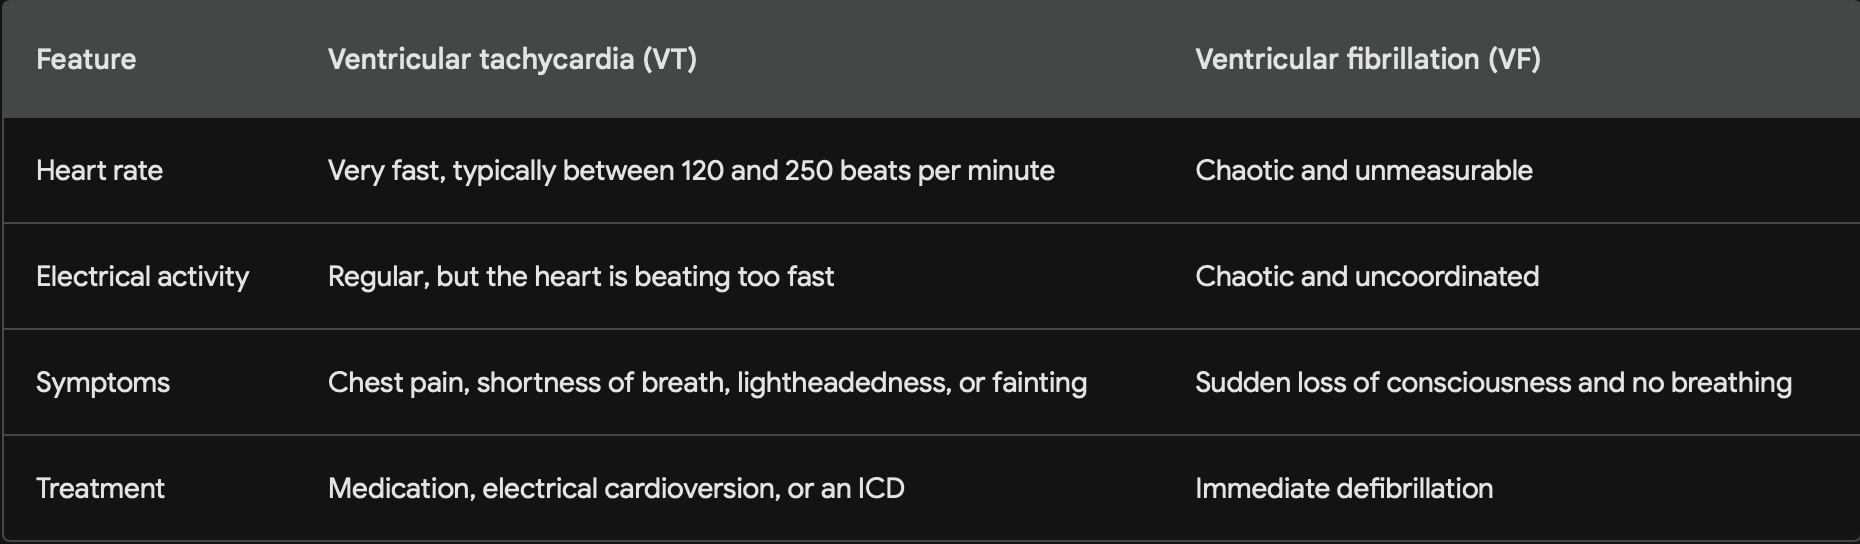 Feature Ventricular tachycardia (VT) Ventricular fibrillation (VF)
Heart rate Very fast, typically between 120 and 250 beats per minute Chaotic and unmeasurable
Electrical activity Regular, but the heart is beating too fast Chaotic and uncoordinated
Symptoms Chest pain, shortness of breath, lightheadedness, or fainting Sudden loss of consciousness and no breathing
Treatment Medication, electrical cardioversion, or an ICD Immediate defibrillation